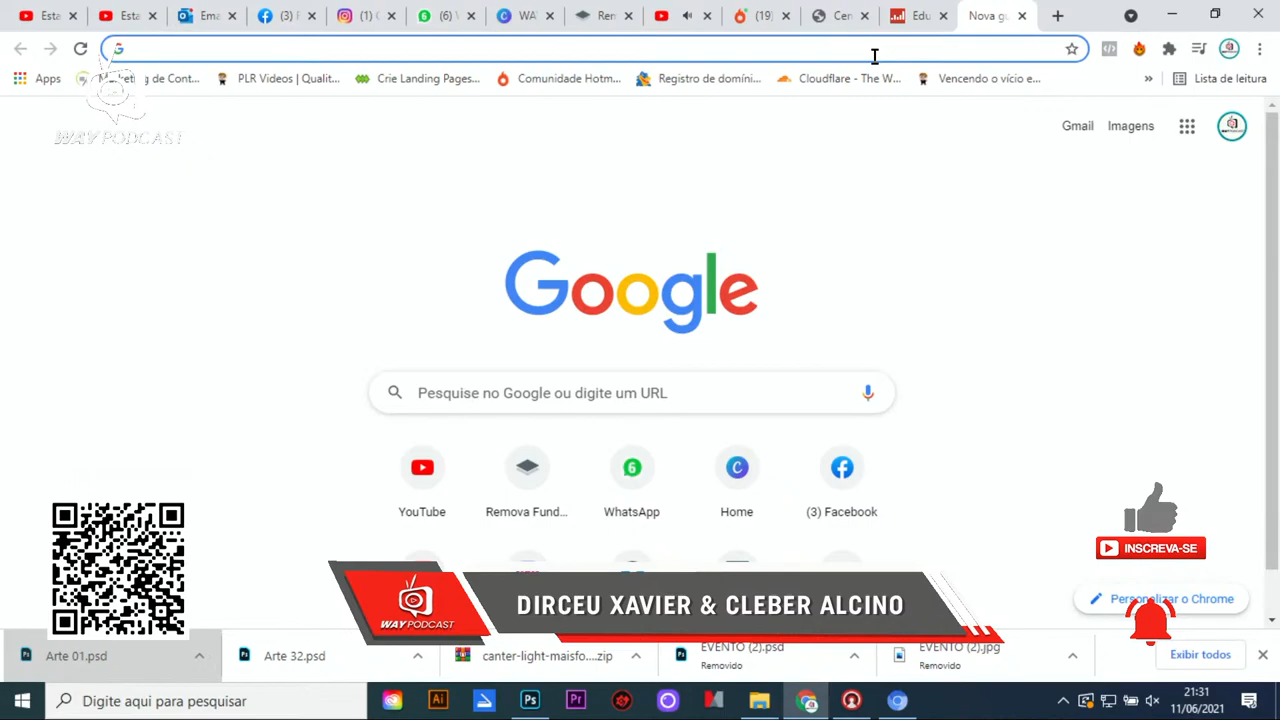 Esta
Esta
Ema
(3) F
(1) (
(6) (
WA
Ren
(19)
Cen
Edu
Nova gu
Apps
Marketing de Cont...
PLR Videos | Qualit...
Crie Landing Pages...
Comunidade Hotm...
Registro de domíni...
Cloudflare - The W...
Vencendo o vício e...
»
Lista de leitura
WAY PODCAST
Gmail
Imagens
Google
Pesquise no Google ou digite um URL
YouTube
Remova Fund...
WhatsApp
Home
(3) Facebook
INSCREVA-SE
Personalizar o Chrome
WAY PODCAST
DIRCEU XAVIER & CLEBER ALCINO
Arte 01.psd
Arte 32.psd
canter-light-maisfo....zip
EVENTO (2).psd
Removido
EVENTO (2).jpg
Removido
Exibir todos
Digite aqui para pesquisar
21:31
11/06/2021